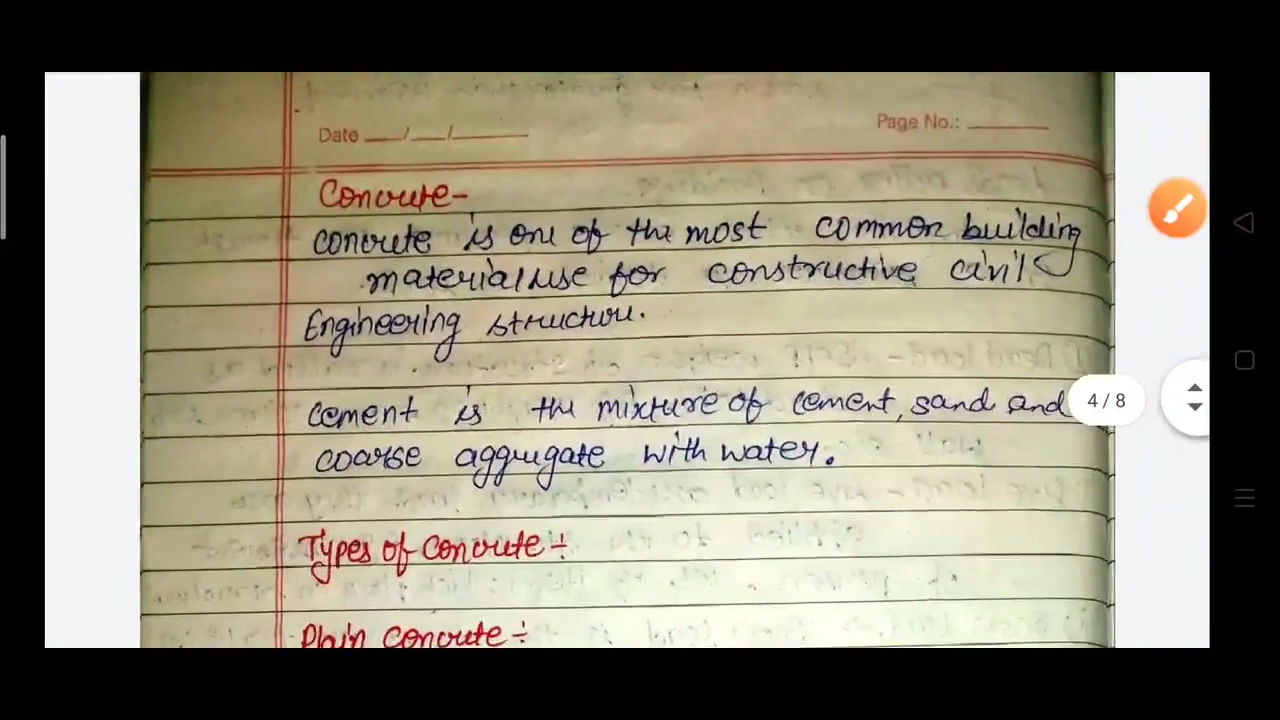 Date __/__/____
Page No.: ______
Concrete-
concrete is one of the most common building
material use for constructive civil
Engineering structure.
cement is the mixture of cement, sand and
coarse aggregate with water.
4 / 8
Types of concrete ÷
Plain concrete ÷